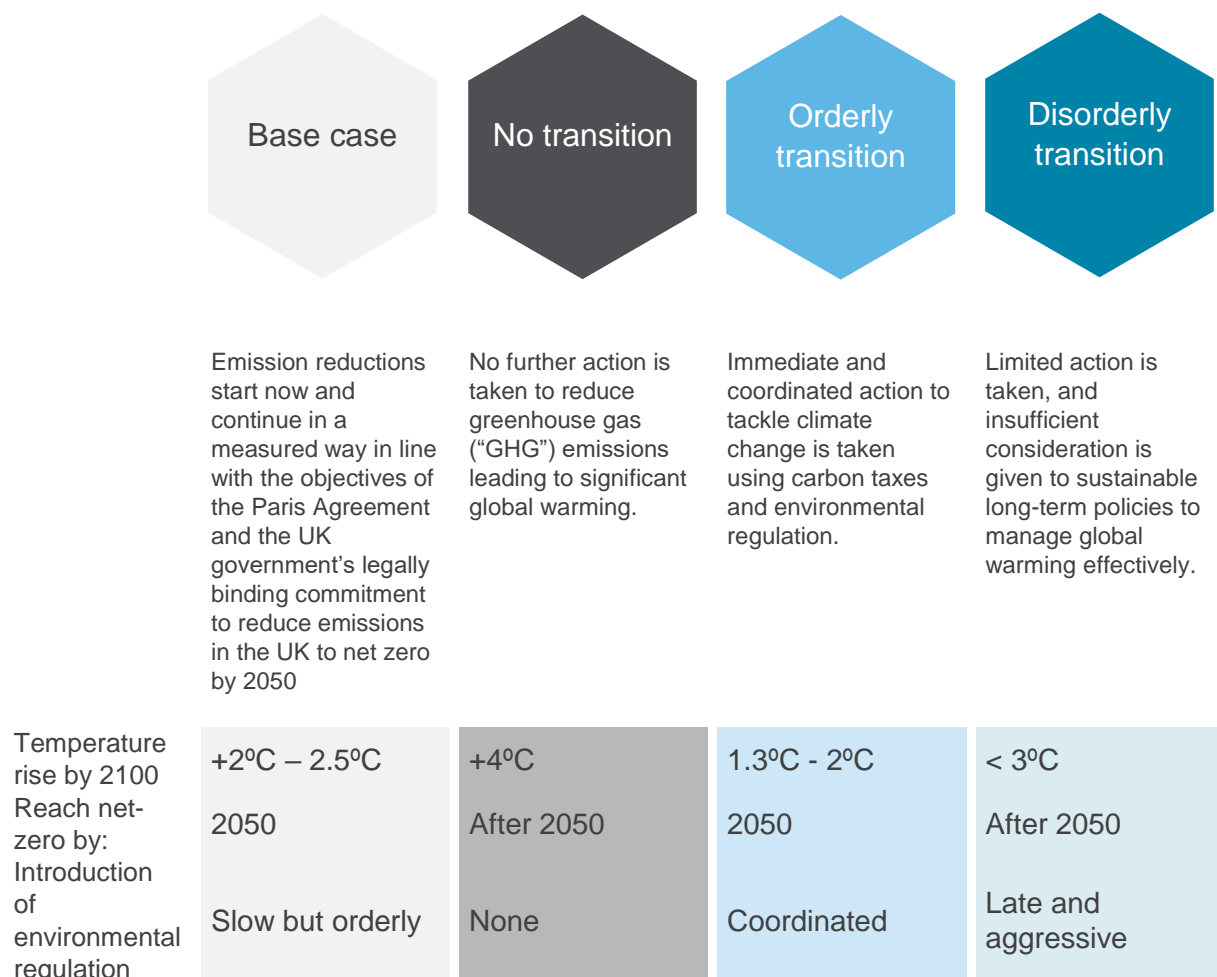 Base case
No transition
Orderly
transition
Disorderly
transition
Emission reductions
start now and
continue in a
measured way in line
with the objectives of
the Paris Agreement
and the UK
government’s legally
binding commitment
to reduce emissions
in the UK to net zero
by 2050
No further action is
taken to reduce
greenhouse gas
(“GHG”) emissions
leading to significant
global warming.
Immediate and
coordinated action to
tackle climate
change is taken
using carbon taxes
and environmental
regulation.
Limited action is
taken, and
insufficient
consideration is
given to sustainable
long-term policies to
manage global
warming effectively.
Temperature
rise by 2100
+2ºC – 2.5ºC
+4ºC
1.3ºC - 2ºC
< 3ºC
Reach net-
zero by:
2050
After 2050
2050
After 2050
Introduction
of
environmental
regulation
Slow but orderly
None
Coordinated
Late and
aggressive